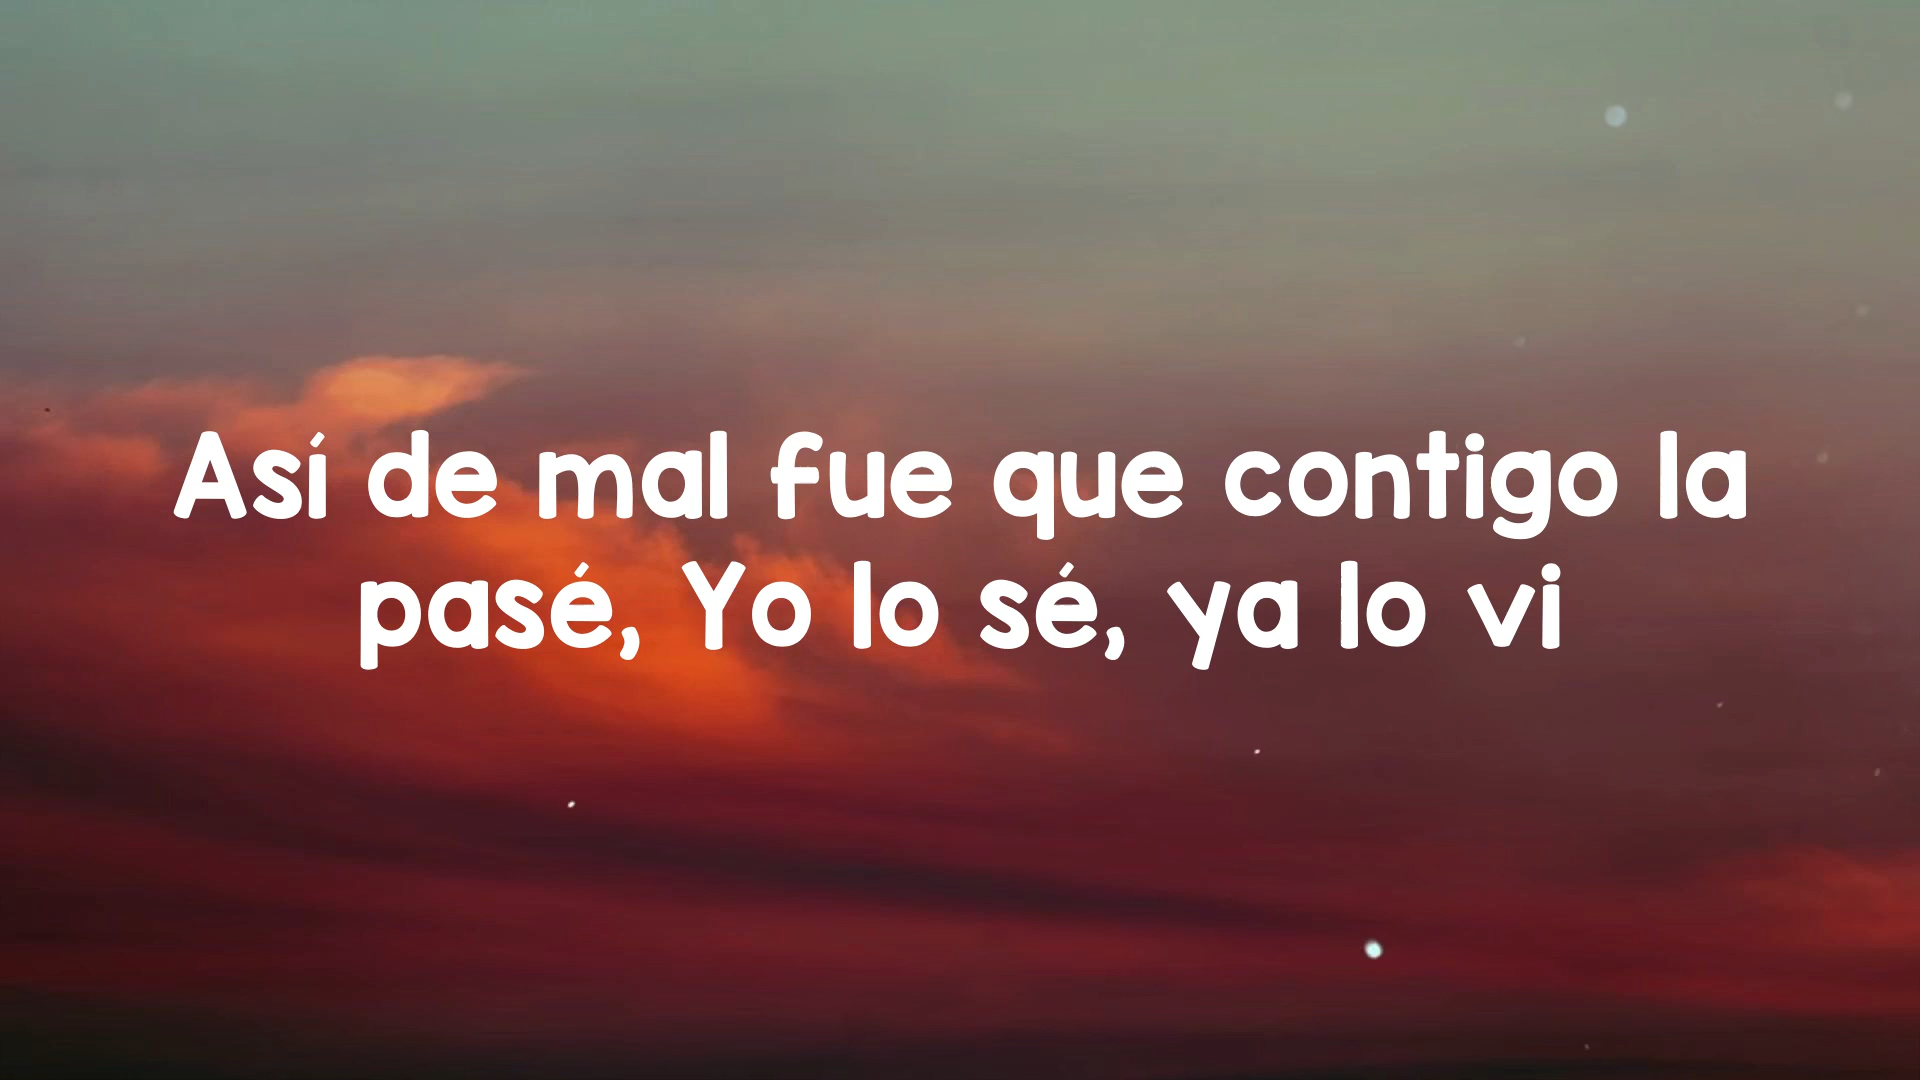 Así de mal fue que contigo la
pasé, Yo lo sé, ya lo vi